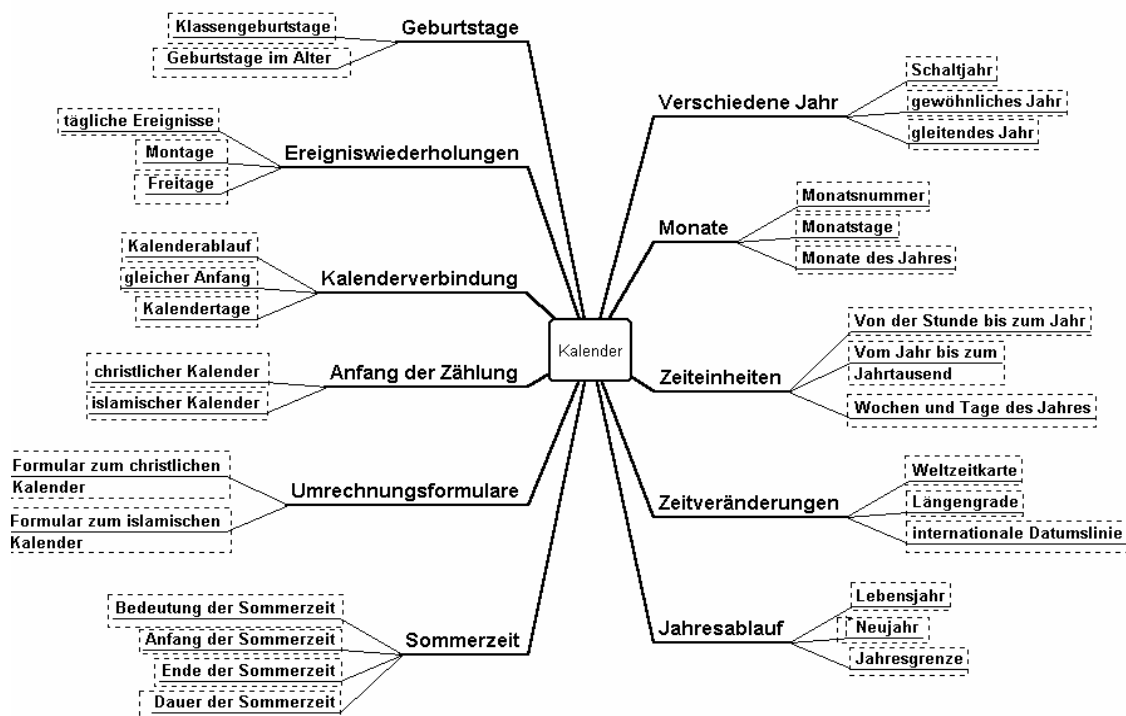 Kalender
Geburtstage
Klassengeburtstage
Geburtstage im Alter
Ereigniswiederholungen
tägliche Ereignisse
Montage
Freitage
Kalenderverbindung
Kalenderablauf
gleicher Anfang
Kalendertage
Anfang der Zählung
christlicher Kalender
islamischer Kalender
Umrechnungsformulare
Formular zum christlichen
Kalender
Formular zum islamischen
Kalender
Sommerzeit
Bedeutung der Sommerzeit
Anfang der Sommerzeit
Ende der Sommerzeit
Dauer der Sommerzeit
Verschiedene Jahr
Schaltjahr
gewöhnliches Jahr
gleitendes Jahr
Monate
Monatsnummer
Monatstage
Monate des Jahres
Zeiteinheiten
Von der Stunde bis zum Jahr
Vom Jahr bis zum
Jahrtausend
Wochen und Tage des Jahres
Zeitveränderungen
Weltzeitkarte
Längengrade
internationale Datumslinie
Jahresablauf
Lebensjahr
Neujahr
Jahresgrenze